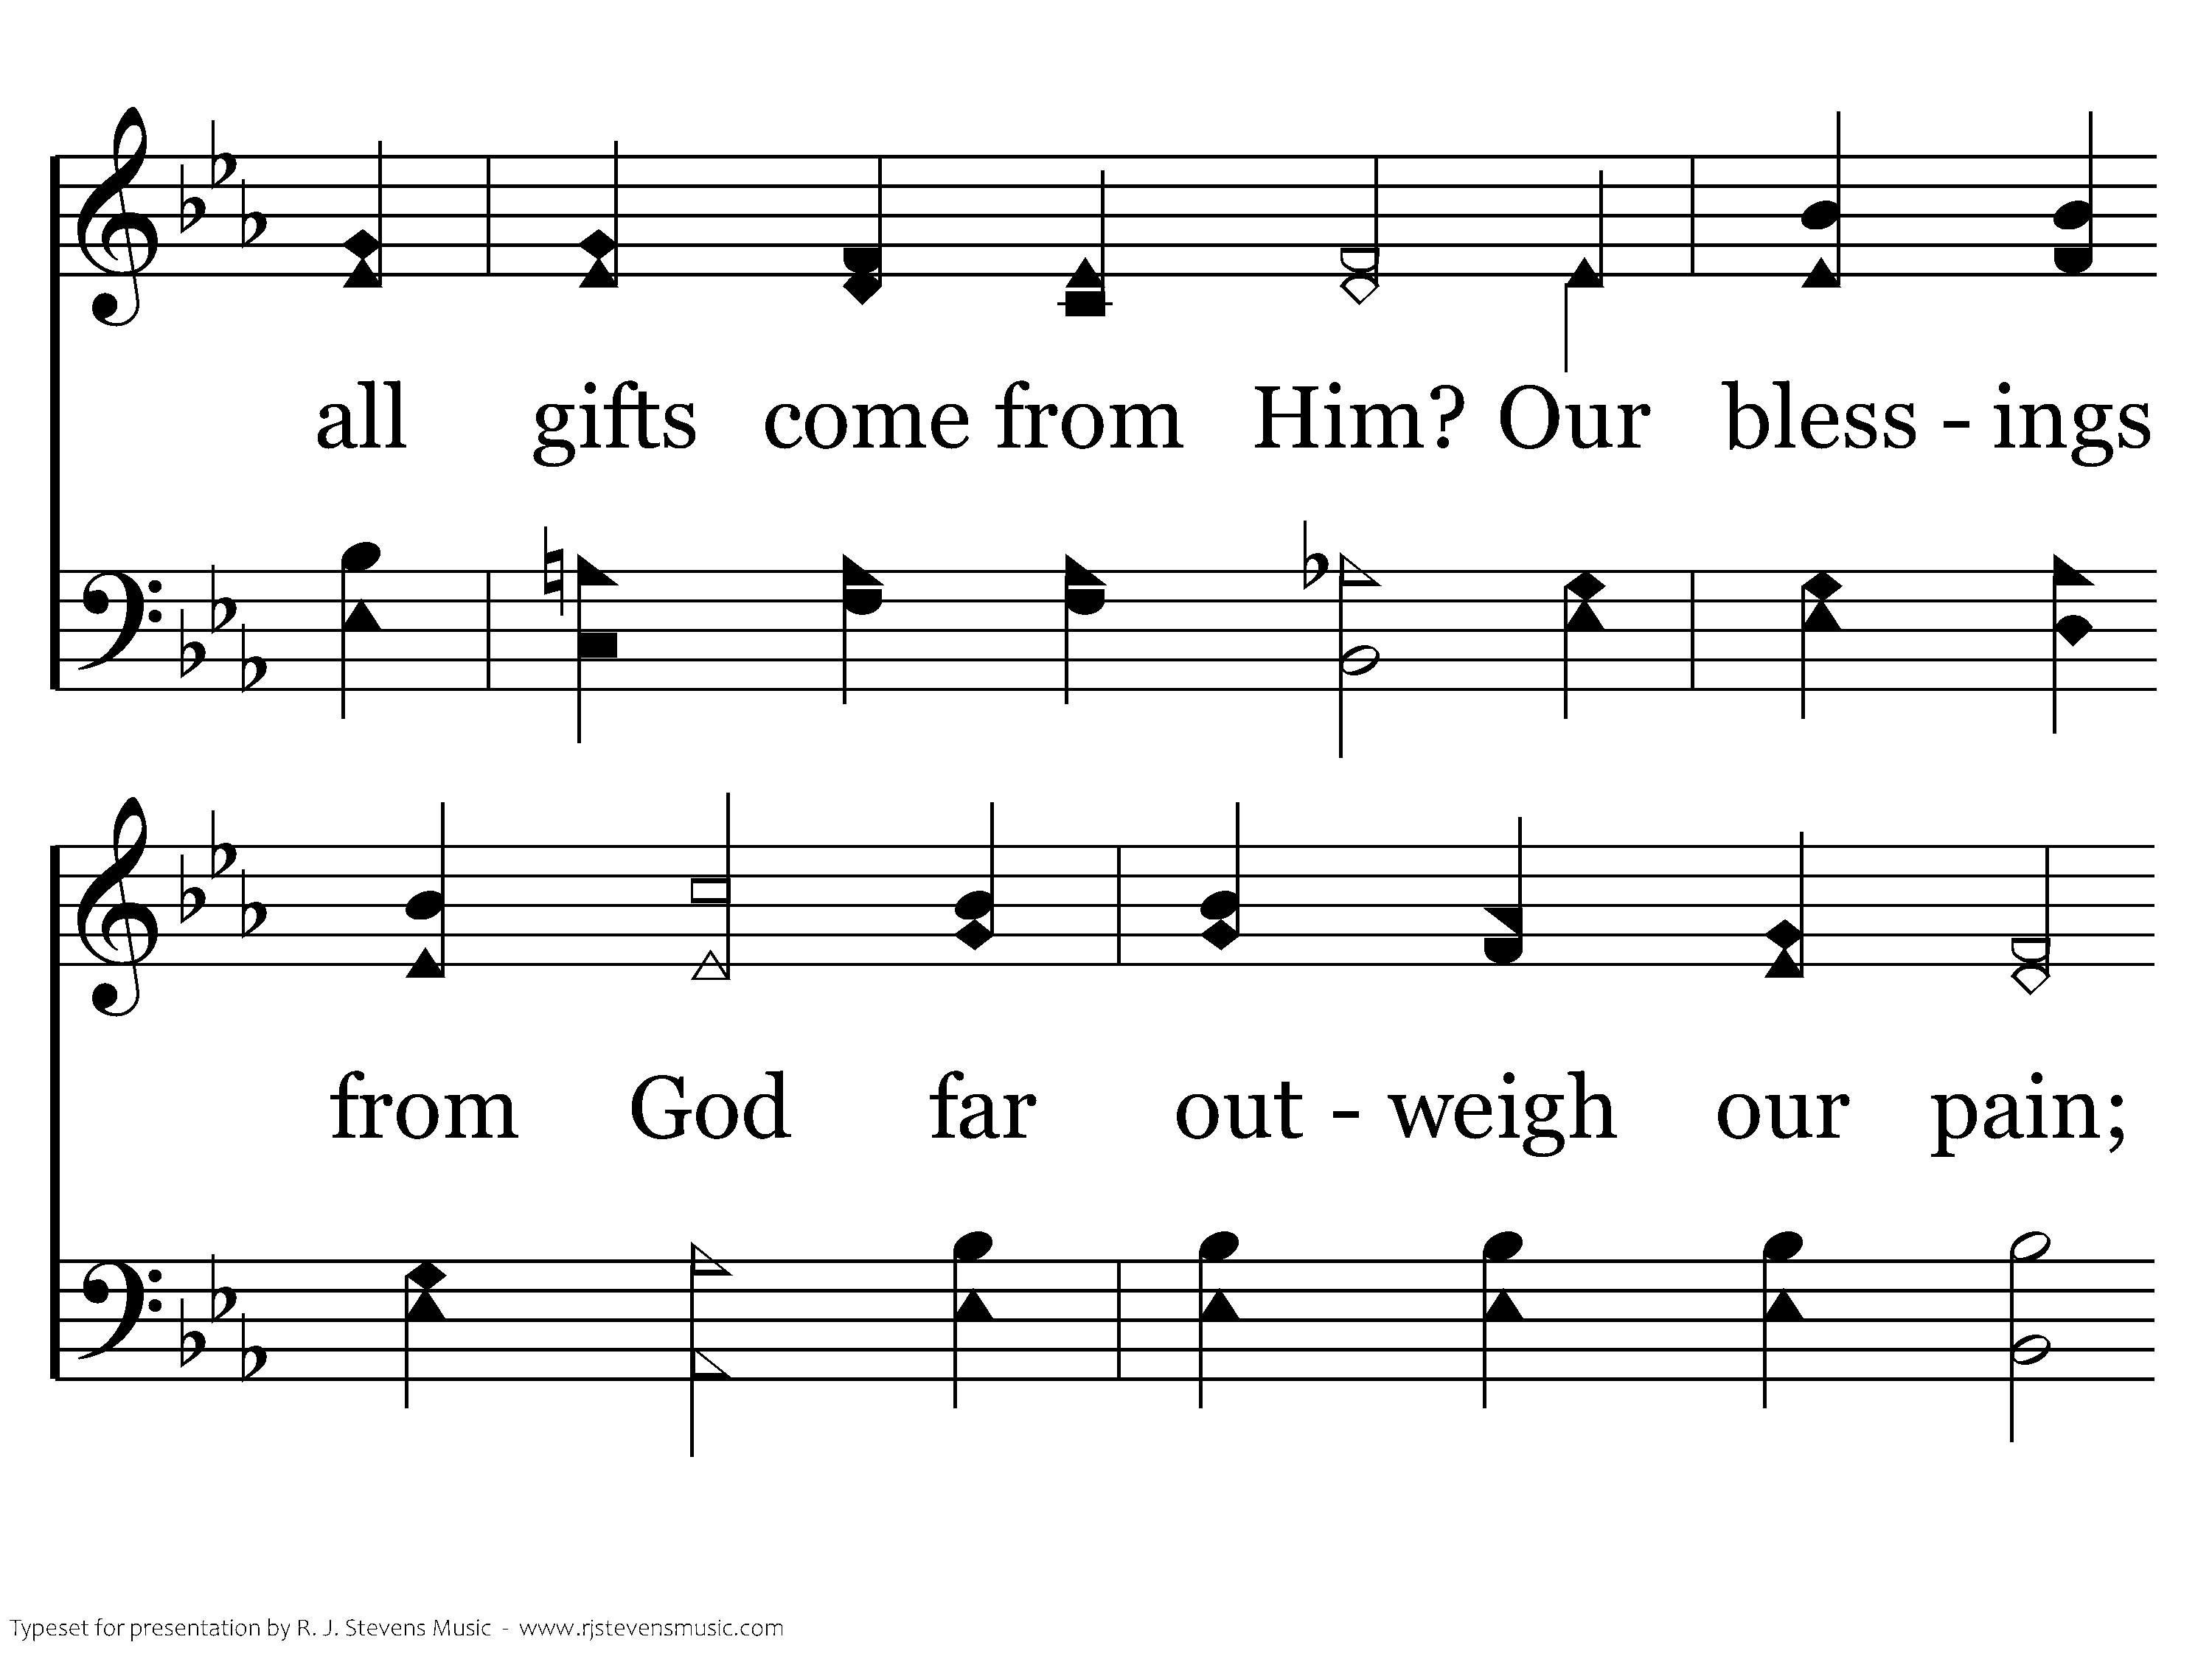 all gifts come from Him? Our bless - ings
from God far out - weigh our pain;
Typeset for presentation by R. J. Stevens Music - www.rjstevensmusic.com